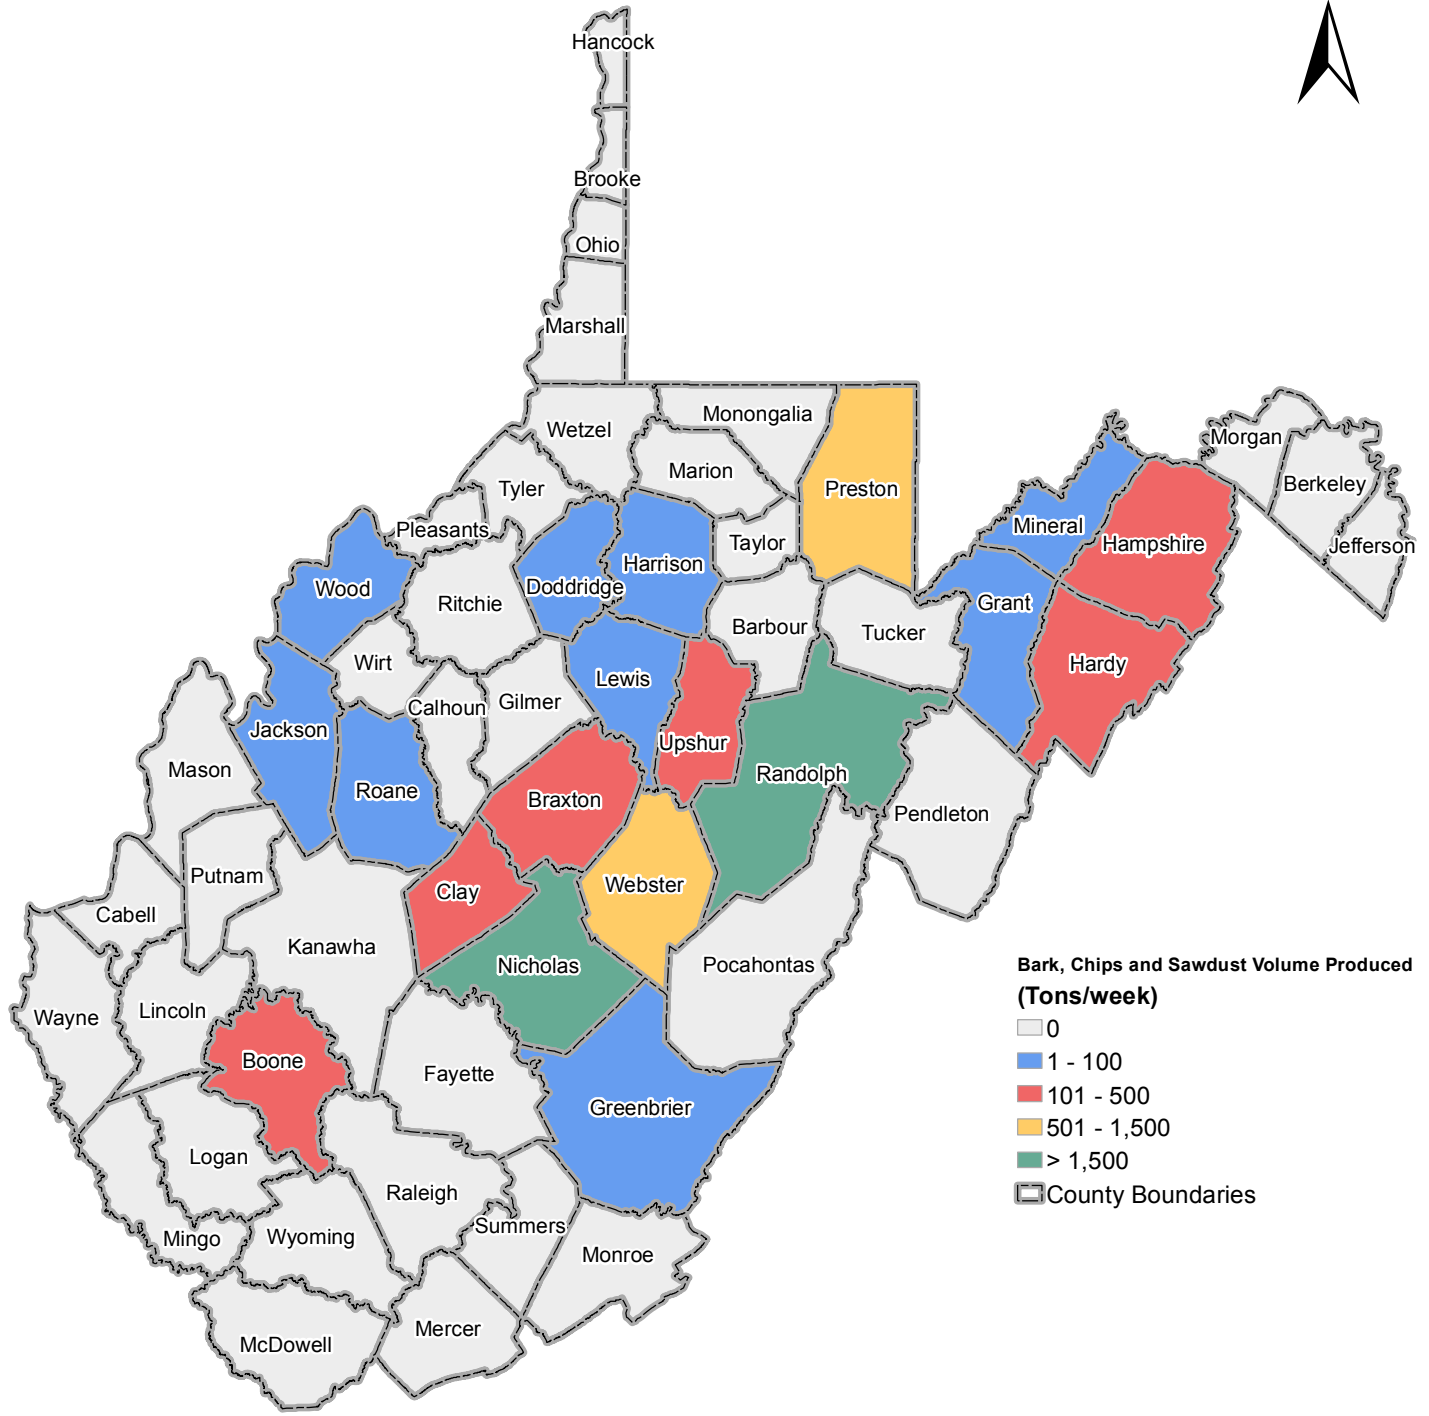 Hancock
Brooke
Ohio
Marshall
Wetzel
Monongalia
Marion
Tyler
Preston
Pleasants
Taylor
Harrison
Doddridge
Wood
Ritchie
Barbour
Tucker
Morgan
Berkeley
Jefferson
Mineral
Hampshire
Grant
Hardy
Wirt
Lewis
Calhoun
Gilmer
Jackson
Upshur
Mason
Roane
Braxton
Randolph
Pendleton
Putnam
Clay
Webster
Cabell
Kanawha
Nicholas
Pocahontas
Wayne
Lincoln
Boone
Fayette
Greenbrier
Logan
Raleigh
Summers
Mingo
Wyoming
Monroe
McDowell
Mercer
Bark, Chips and Sawdust Volume Produced
(Tons/week)
0
1 - 100
101 - 500
501 - 1,500
> 1,500
County Boundaries